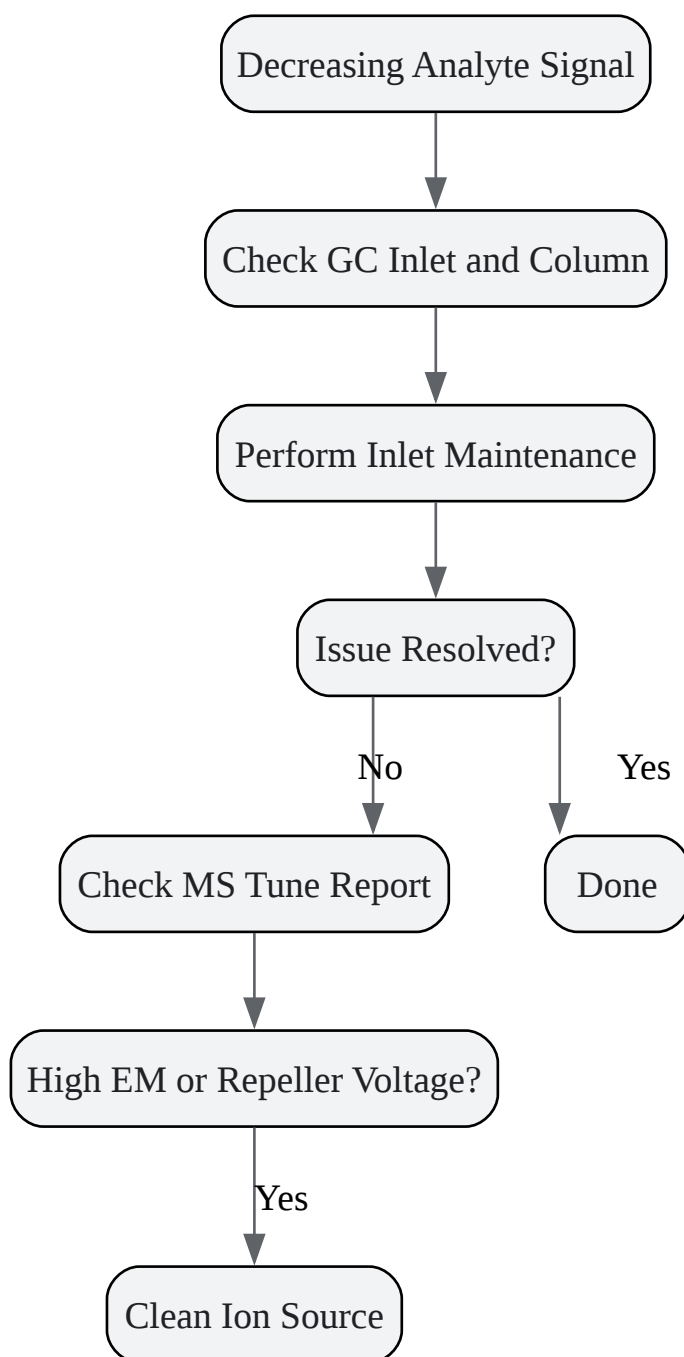 Decreasing Analyte Signal
Check GC Inlet and Column
Perform Inlet Maintenance
Issue Resolved?
No
Yes
Check MS Tune Report
Done
High EM or Repeller Voltage?
Yes
Clean Ion Source